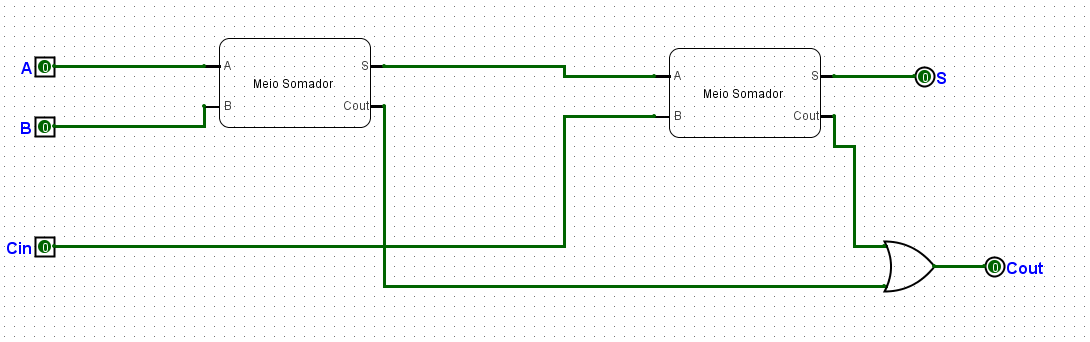 A 0
A
B
Meio Somador
S
Cout
A
B
Meio Somador
S
Cout
0 S
B 0
Cin 0
0 Cout